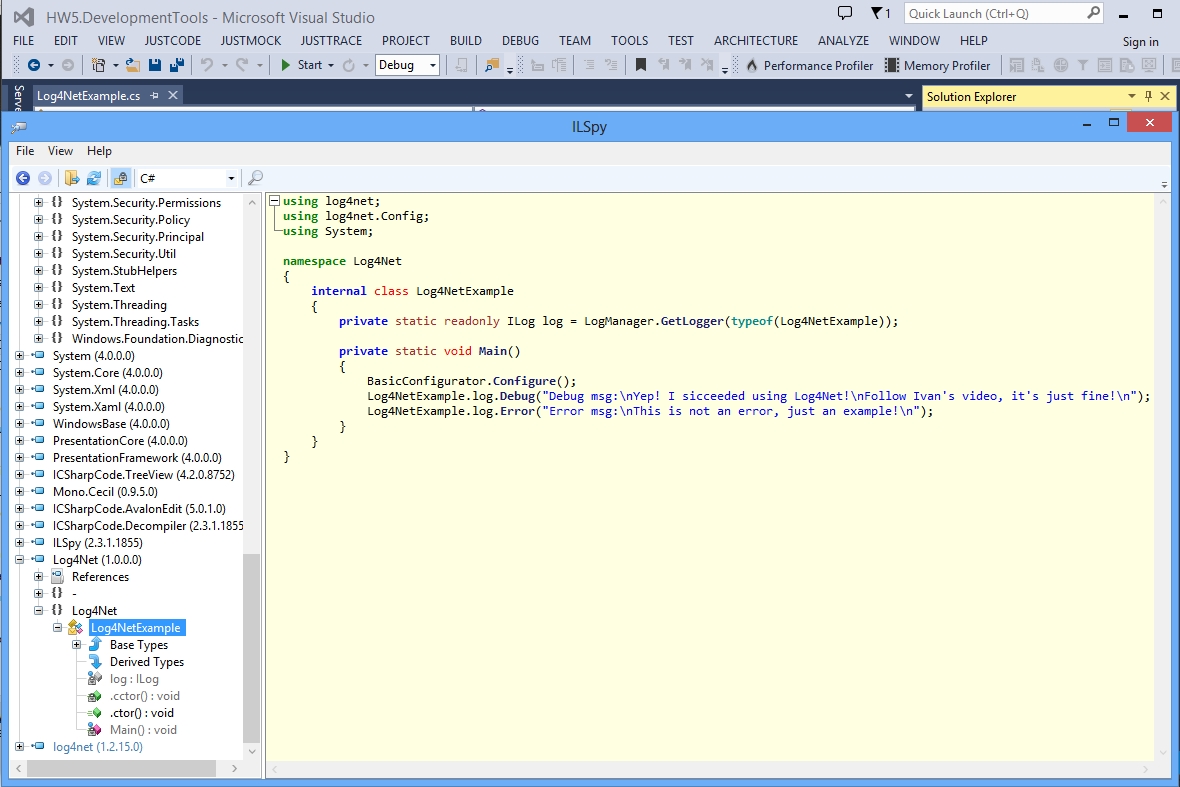 HW5.DevelopmentTools - Microsoft Visual Studio
1
Quick Launch (Ctrl+Q)
FILE EDIT VIEW JUSTCODE JUSTMOCK JUSTTRACE PROJECT BUILD DEBUG TEAM TOOLS TEST ARCHITECTURE ANALYZE WINDOW HELP
Sign in
Start Debug Performance Profiler Memory Profiler
Serve
Log4NetExample.cs
Solution Explorer
ILSpy
File View Help
C#
System.Security.Permissions
System.Security.Policy
System.Security.Principal
System.Security.Util
System.StubHelpers
System.Text
System.Threading
System.Threading.Tasks
Windows.Foundation.Diagnostic
System (4.0.0.0)
System.Core (4.0.0.0)
System.Xml (4.0.0.0)
System.Xaml (4.0.0.0)
WindowsBase (4.0.0.0)
PresentationCore (4.0.0.0)
PresentationFramework (4.0.0.0)
ICSharpCode.TreeView (4.2.0.8752)
Mono.Cecil (0.9.5.0)
ICSharpCode.AvalonEdit (5.0.1.0)
ICSharpCode.Decompiler (2.3.1.1855
ILSpy (2.3.1.1855)
Log4Net (1.0.0.0)
References
{} -
{} Log4Net
Log4NetExample
Base Types
Derived Types
log : ILog
.cctor() : void
.ctor() : void
Main() : void
log4net (1.2.15.0)
using log4net;
using log4net.Config;
using System;
namespace Log4Net
{
internal class Log4NetExample
{
private static readonly ILog log = LogManager.GetLogger(typeof(Log4NetExample));
private static void Main()
{
BasicConfigurator.Configure();
Log4NetExample.log.Debug("Debug msg:\nYep! I sicceeded using Log4Net!\nFollow Ivan's video, it's just fine!\n");
Log4NetExample.log.Error("Error msg:\nThis is not an error, just an example!\n");
}
}
}